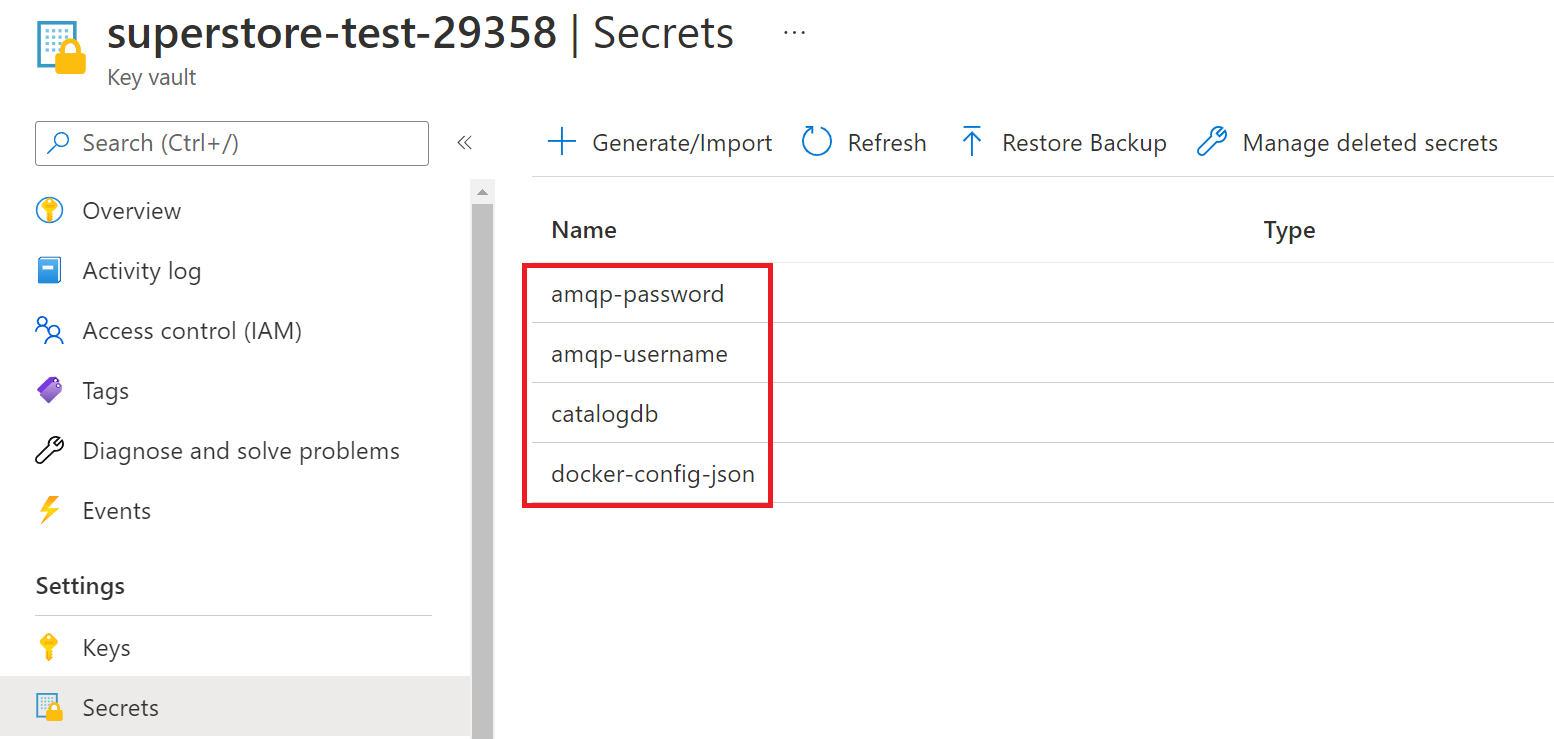 superstore-test-29358 | Secrets ...
Key vault
Search (Ctrl+/)
Generate/Import Refresh Restore Backup Manage deleted secrets
Overview
Activity log
Access control (IAM)
Tags
Diagnose and solve problems
Events
Settings
Keys
Secrets
Name Type
amqp-password
amqp-username
catalogdb
docker-config-json